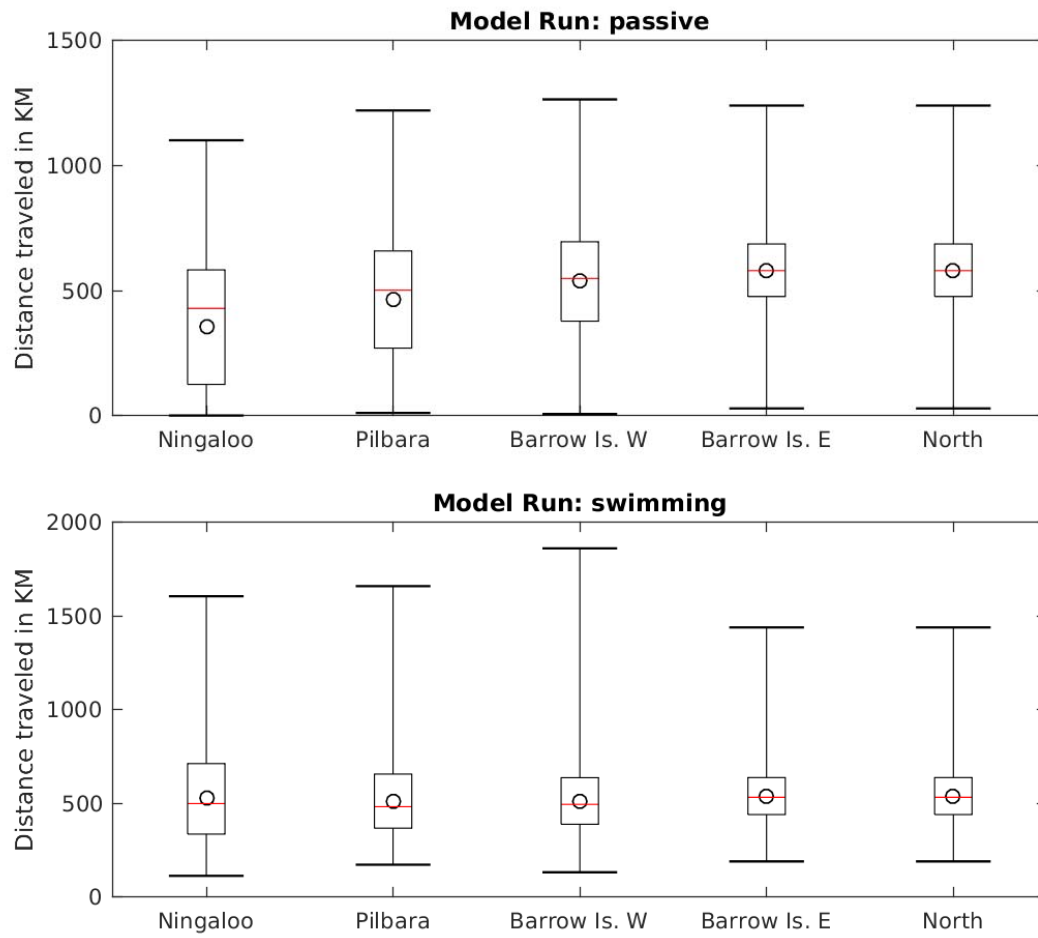 Model Run: passive
1500
1000
500
0
Distance traveled in KM
Ningaloo Pilbara Barrow Is. W Barrow Is. E North
Model Run: swimming
2000
1500
1000
500
0
Distance traveled in KM
Ningaloo Pilbara Barrow Is. W Barrow Is. E North